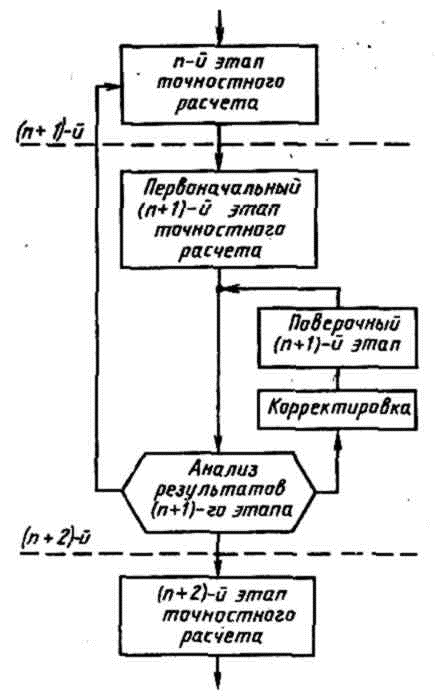 n-й этап
точностного
расчета
(n+1)-й
Первоначальный
(n+1)-й этап
точностного
расчета
Поверочный
(n+1)-й этап
Корректировка
Анализ
результатов
(n+1)-го этапа
(n+2)-й
(n+2)-й этап
точностного
расчета